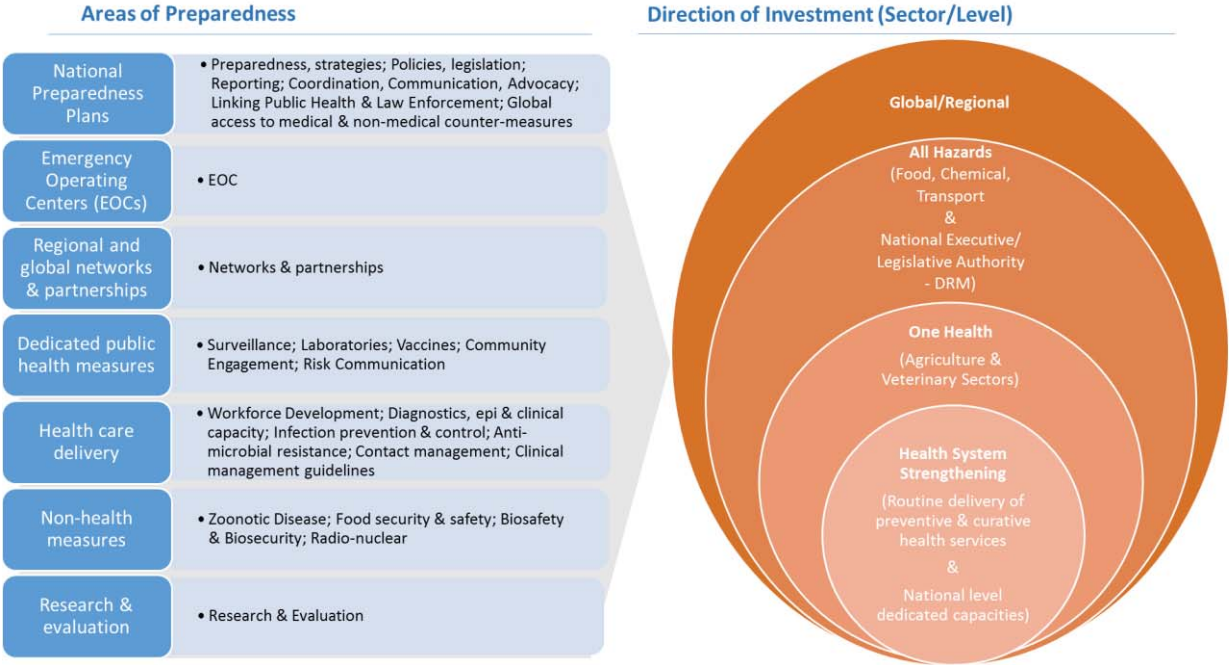 Areas of Preparedness
National
Preparedness
Plans
• Preparedness, strategies; Policies, legislation;
Reporting; Coordination, Communication, Advocacy;
Linking Public Health & Law Enforcement; Global
access to medical & non-medical counter-measures
Emergency
Operating
Centers (EOCs)
• EOC
Regional and
global networks
& partnerships
• Networks & partnerships
Dedicated public
health measures
• Surveillance; Laboratories; Vaccines; Community
Engagement; Risk Communication
Health care
delivery
• Workforce Development; Diagnostics, epi & clinical
capacity; Infection prevention & control; Anti-
microbial resistance; Contact management; Clinical
management guidelines
Non-health
measures
• Zoonotic Disease; Food security & safety; Biosafety
& Biosecurity; Radio-nuclear
Research &
evaluation
• Research & Evaluation
Direction of Investment (Sector/Level)
Global/Regional
All Hazards
(Food, Chemical,
Transport
&
National Executive/
Legislative Authority
- DRM)
One Health
(Agriculture &
Veterinary Sectors)
Health System
Strengthening
(Routine delivery of
preventive & curative
health services
&
National level
dedicated capacities)